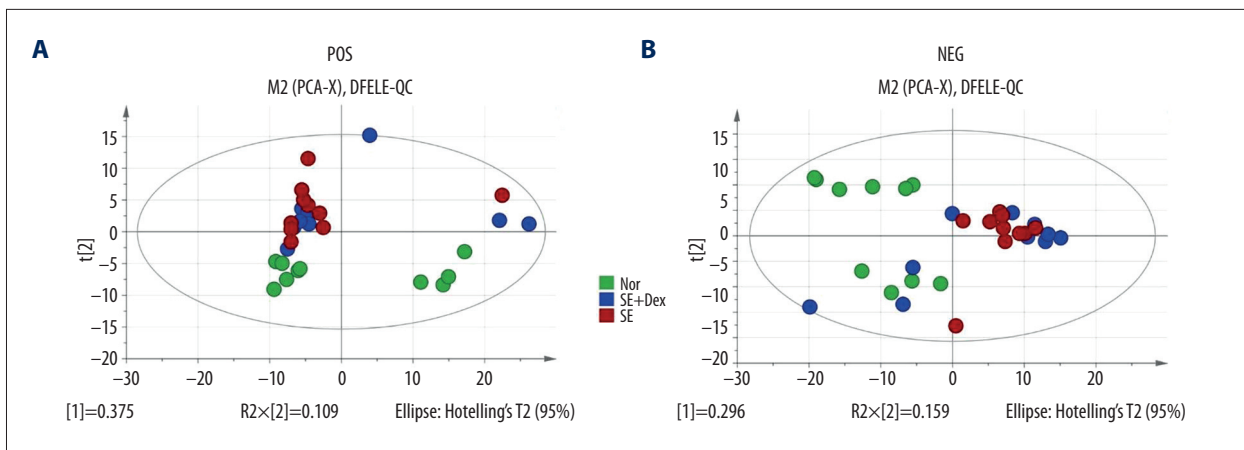 A
POS
M2 (PCA-X), DFELE-QC
15
10
5
0
−5
−10
−15
−20
t[2]
−30
−20
−10
0
10
20
[1]=0.375
R2×[2]=0.109
Ellipse: Hotelling's T2 (95%)
Nor
SE+Dex
SE
B
NEG
M2 (PCA-X), DFELE-QC
15
10
5
0
−5
−10
−15
−20
t[2]
−30
−20
−10
0
10
20
[1]=0.296
R2×[2]=0.159
Ellipse: Hotelling's T2 (95%)